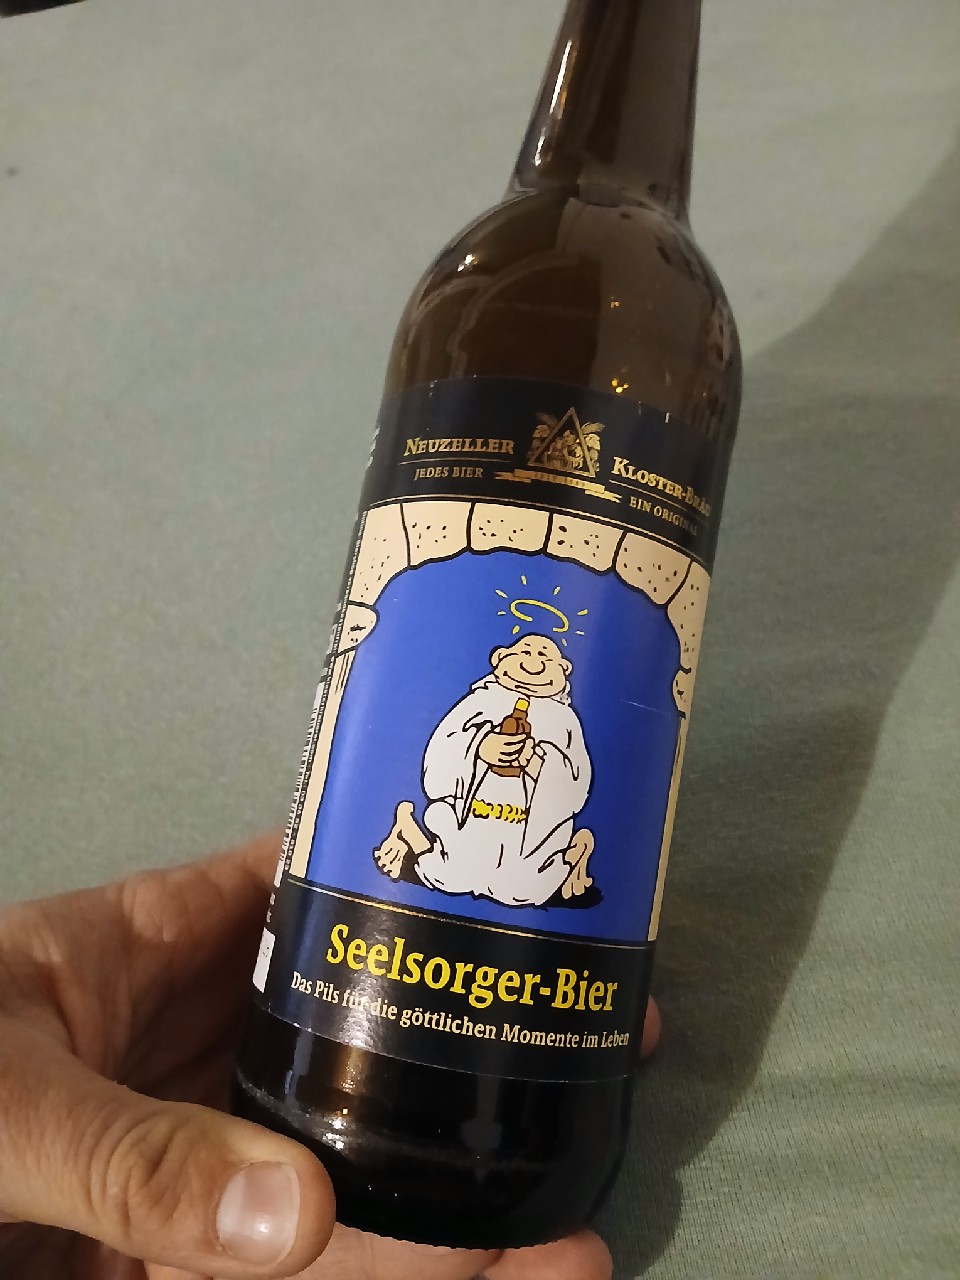 NEUZELLER
JEDES BIER
KLOSTER-BRÄU
EIN ORIGINAL
Seelsorger-Bier
Das Pils für die göttlichen Momente im Leben